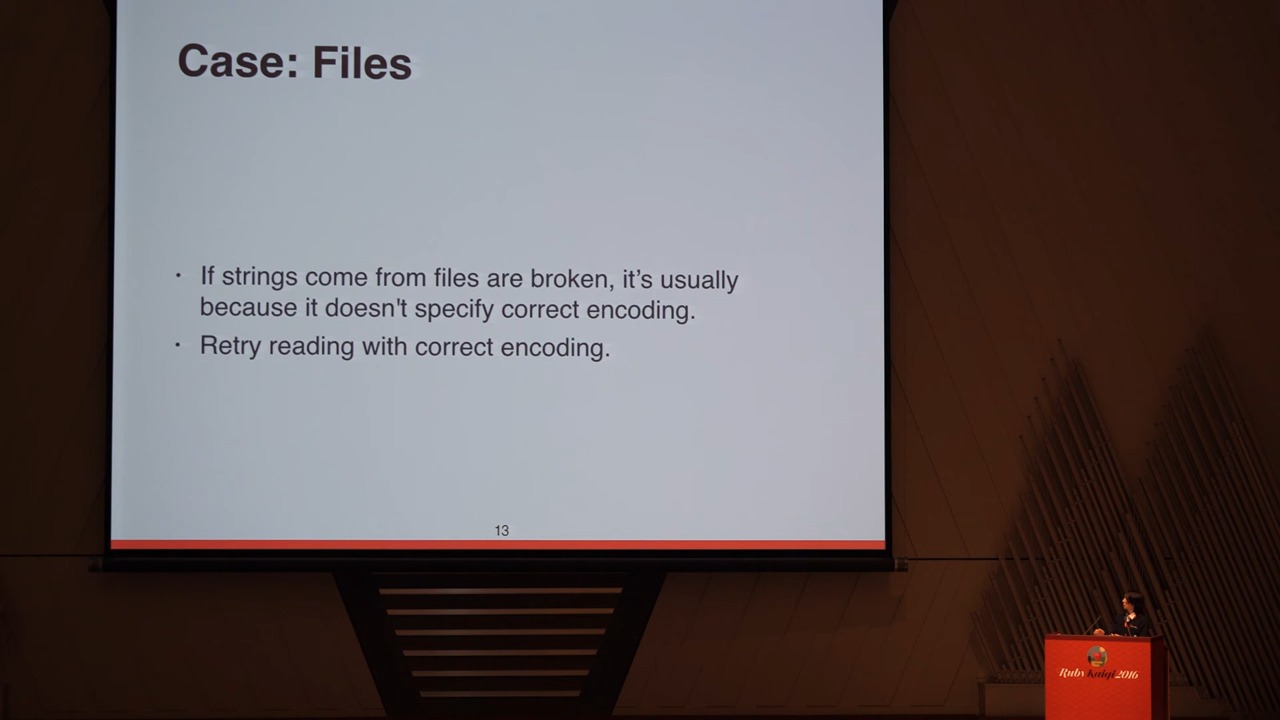 Case: Files
· If strings come from files are broken, it's usually
because it doesn't specify correct encoding.
· Retry reading with correct encoding.
13
RubyKaigi 2016